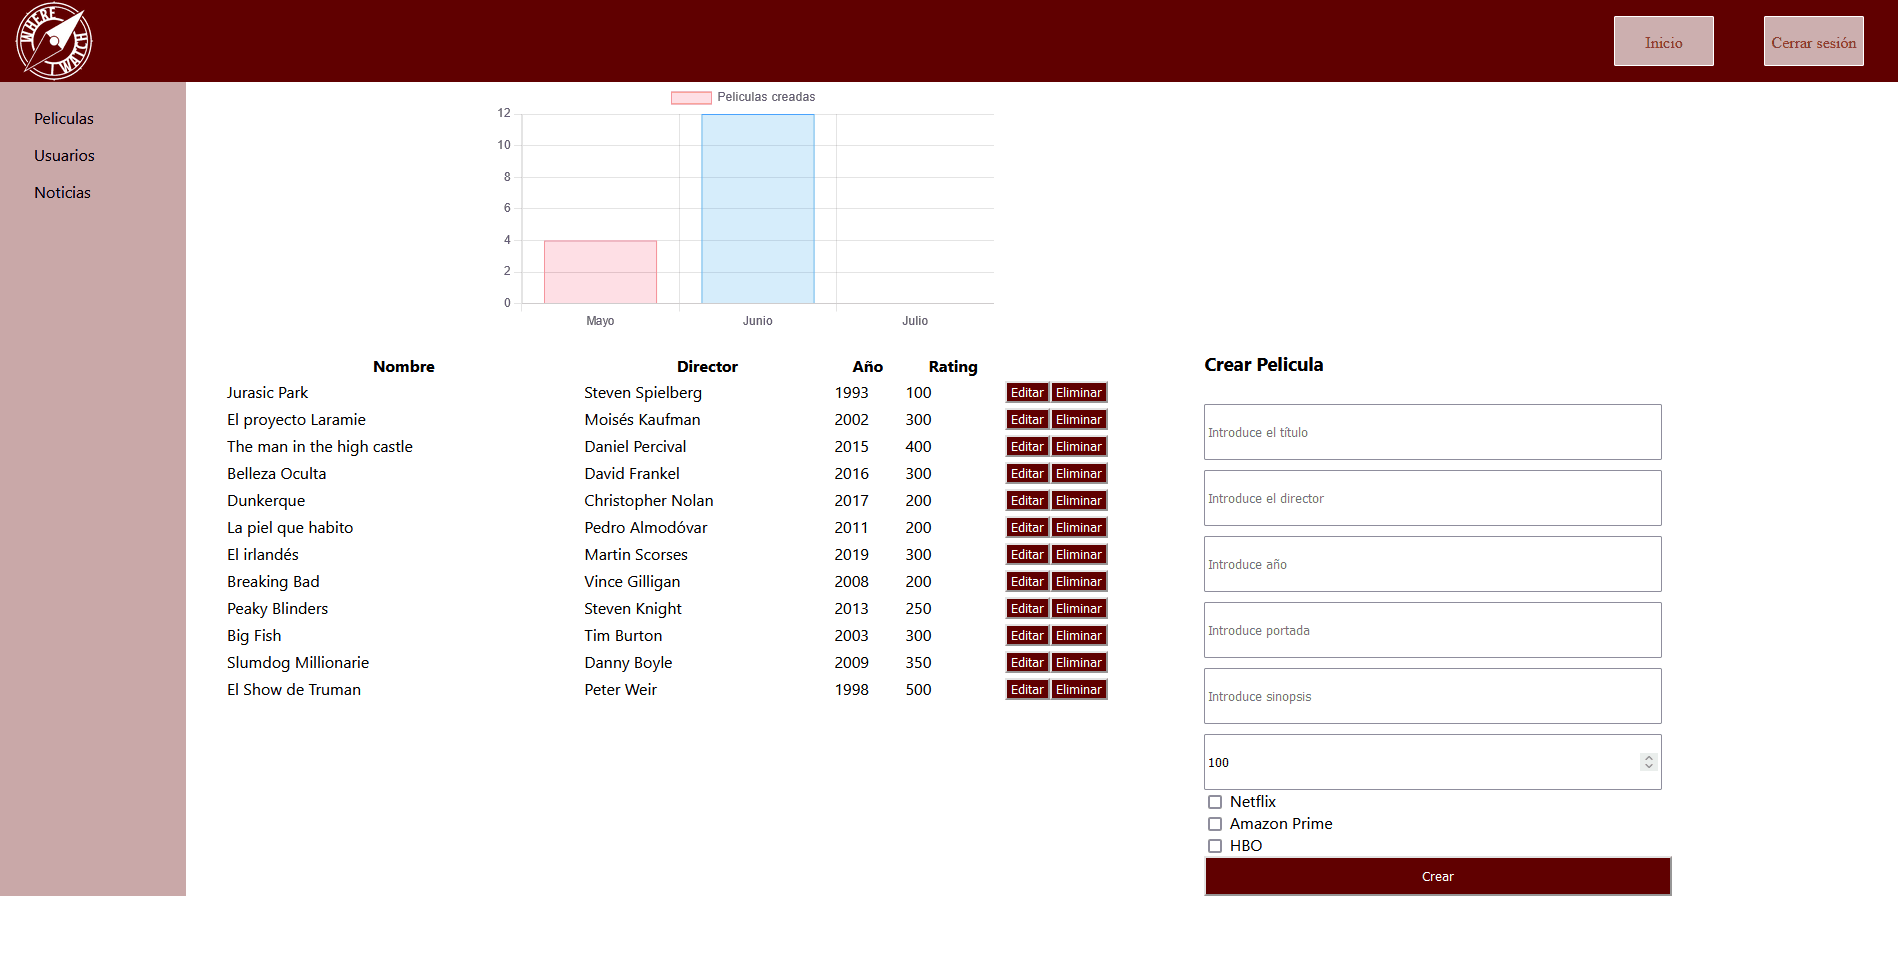 WHERE I WATCH
Inicio Cerrar sesión
Peliculas
Usuarios
Noticias
Peliculas creadas
12
10
8
6
4
2
0
Mayo Junio Julio
Nombre Director Año Rating
Jurasic Park Steven Spielberg 1993 100 Editar Eliminar
El proyecto Laramie Moisés Kaufman 2002 300 Editar Eliminar
The man in the high castle Daniel Percival 2015 400 Editar Eliminar
Belleza Oculta David Frankel 2016 300 Editar Eliminar
Dunkerque Christopher Nolan 2017 200 Editar Eliminar
La piel que habito Pedro Almodóvar 2011 200 Editar Eliminar
El irlandés Martin Scorses 2019 300 Editar Eliminar
Breaking Bad Vince Gilligan 2008 200 Editar Eliminar
Peaky Blinders Steven Knight 2013 250 Editar Eliminar
Big Fish Tim Burton 2003 300 Editar Eliminar
Slumdog Millionarie Danny Boyle 2009 350 Editar Eliminar
El Show de Truman Peter Weir 1998 500 Editar Eliminar
Crear Pelicula
Introduce el título
Introduce el director
Introduce año
Introduce portada
Introduce sinopsis
100
Netflix
Amazon Prime
HBO
Crear